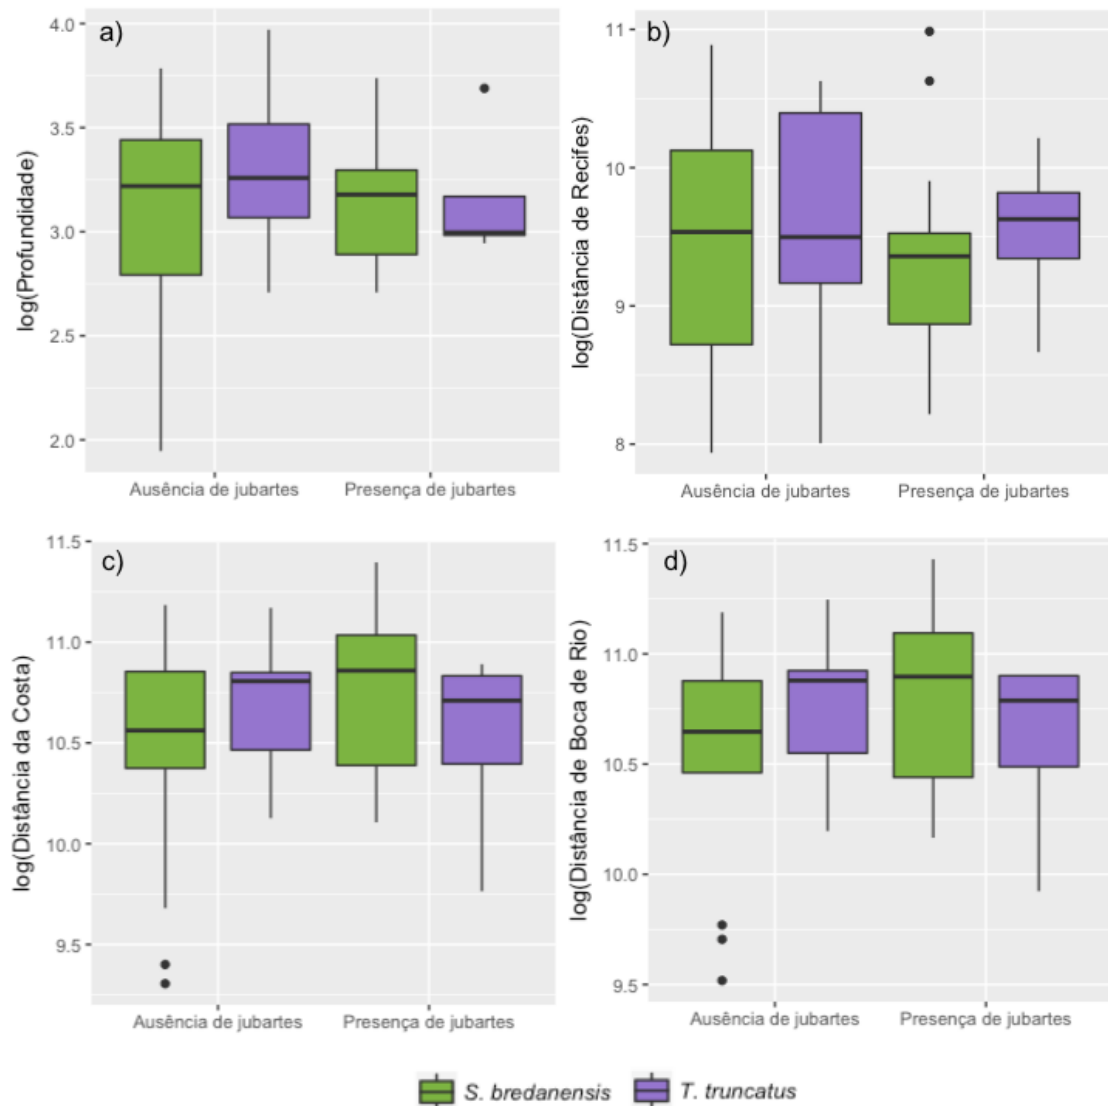 a)
log(Profundidade)
4.0
3.5
3.0
2.5
2.0
Ausência de jubartes Presença de jubartes
b)
log(Distância de Recifes)
11
10
9
8
Ausência de jubartes Presença de jubartes
c)
log(Distância da Costa)
11.5
11.0
10.5
10.0
9.5
Ausência de jubartes Presença de jubartes
d)
log(Distância de Boca de Rio)
11.5
11.0
10.5
10.0
9.5
Ausência de jubartes Presença de jubartes
S. bredanensis T. truncatus